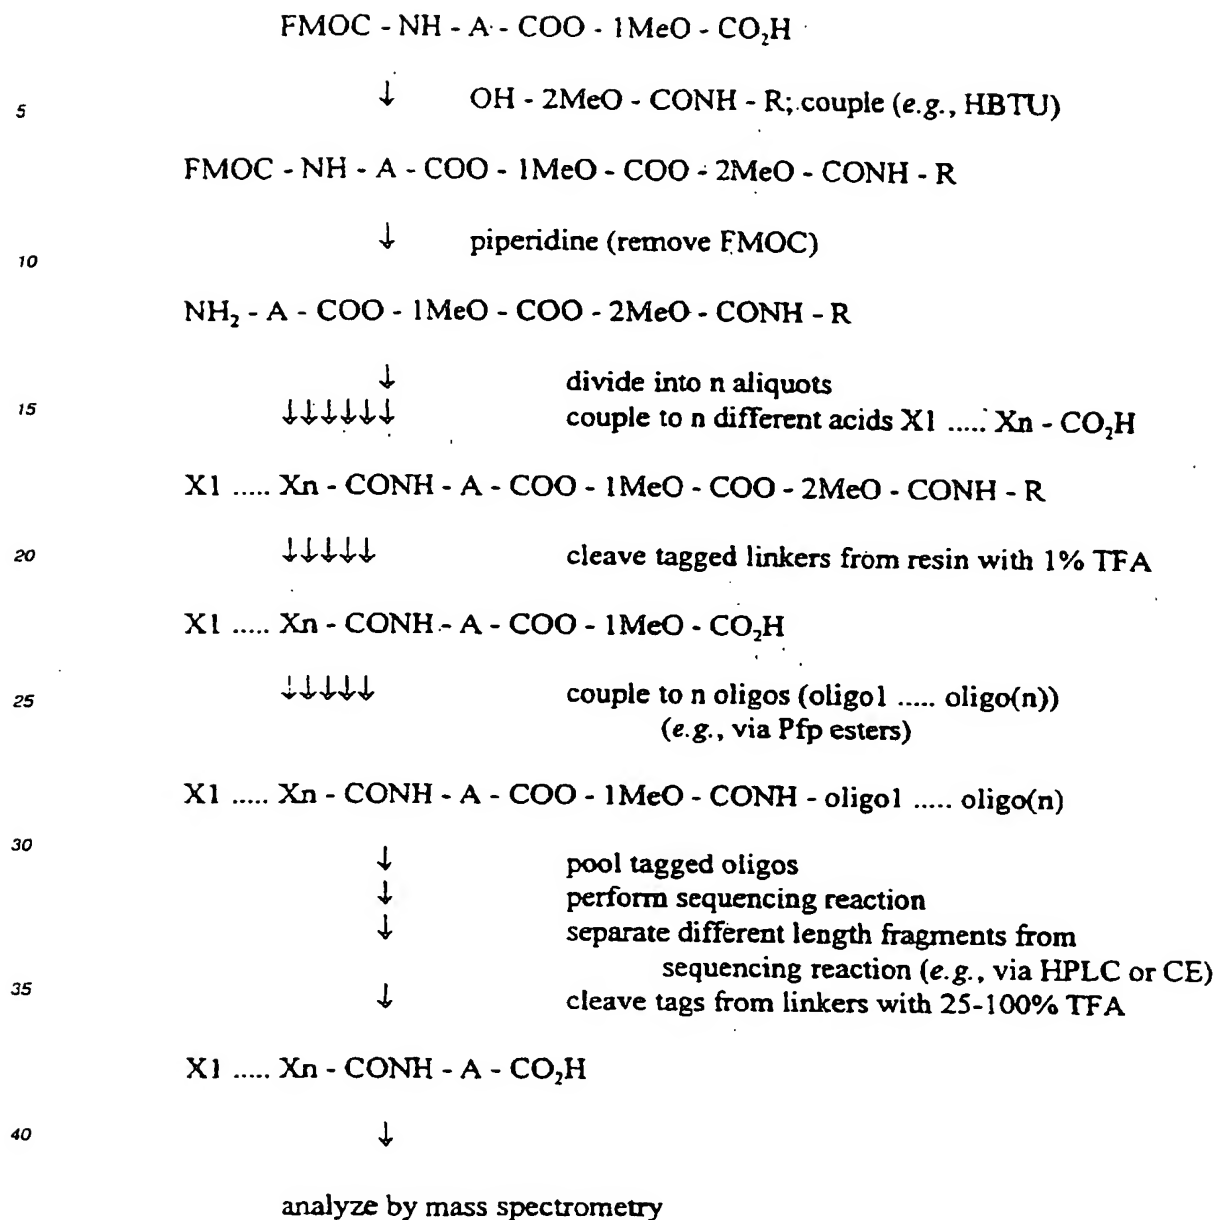 FMOC - NH - A - COO - 1MeO - CO₂H
5 ↓ OH - 2MeO - CONH - R; couple (e.g., HBTU)
FMOC - NH - A - COO - 1MeO - COO - 2MeO - CONH - R
↓ piperidine (remove FMOC)
10
NH₂ - A - COO - 1MeO - COO - 2MeO - CONH - R
↓ divide into n aliquots
15 ↓↓↓↓↓↓ couple to n different acids X1 ..... Xn - CO₂H
X1 ..... Xn - CONH - A - COO - 1MeO - COO - 2MeO - CONH - R
20 ↓↓↓↓↓ cleave tagged linkers from resin with 1% TFA
X1 ..... Xn - CONH - A - COO - 1MeO - CO₂H
25 ↓↓↓↓↓ couple to n oligos (oligo1 ..... oligo(n))
(e.g., via Pfp esters)
X1 ..... Xn - CONH - A - COO - 1MeO - CONH - oligo1 ..... oligo(n)
30
↓ pool tagged oligos
↓ perform sequencing reaction
↓ separate different length fragments from
sequencing reaction (e.g., via HPLC or CE)
35 ↓ cleave tags from linkers with 25-100% TFA
X1 ..... Xn - CONH - A - CO₂H
40 ↓
analyze by mass spectrometry